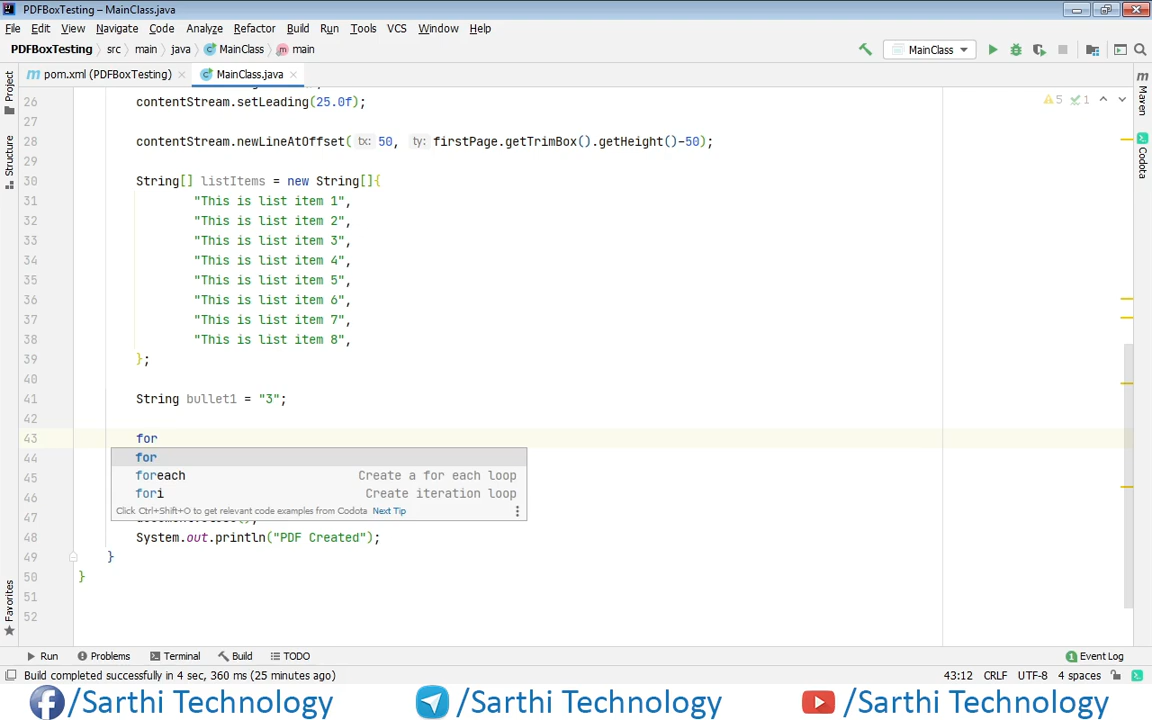 PDFBoxTesting – MainClass.java
File Edit View Navigate Code Analyze Refactor Build Run Tools VCS Window Help
PDFBoxTesting src main java MainClass main MainClass
pom.xml (PDFBoxTesting) MainClass.java
Project
Structure
Favorites
Maven
Codota
5 1
26 contentStream.setLeading(25.0f);
27
28 contentStream.newLineAtOffset( tx: 50, ty: firstPage.getTrimBox().getHeight()-50);
29
30 String[] listItems = new String[]{
31 "This is list item 1",
32 "This is list item 2",
33 "This is list item 3",
34 "This is list item 4",
35 "This is list item 5",
36 "This is list item 6",
37 "This is list item 7",
38 "This is list item 8",
39 };
40
41 String bullet1 = "3";
42
43 for
44 for
45 foreach Create a for each loop
46 fori Create iteration loop
Click Ctrl+Shift+O to get relevant code examples from Codota Next Tip
47
48 System.out.println("PDF Created");
49 }
50 }
51
52
Run Problems Terminal Build TODO 1 Event Log
Build completed successfully in 4 sec, 360 ms (25 minutes ago) 43:12 CRLF UTF-8 4 spaces
/Sarthi Technology /Sarthi Technology /Sarthi Technology